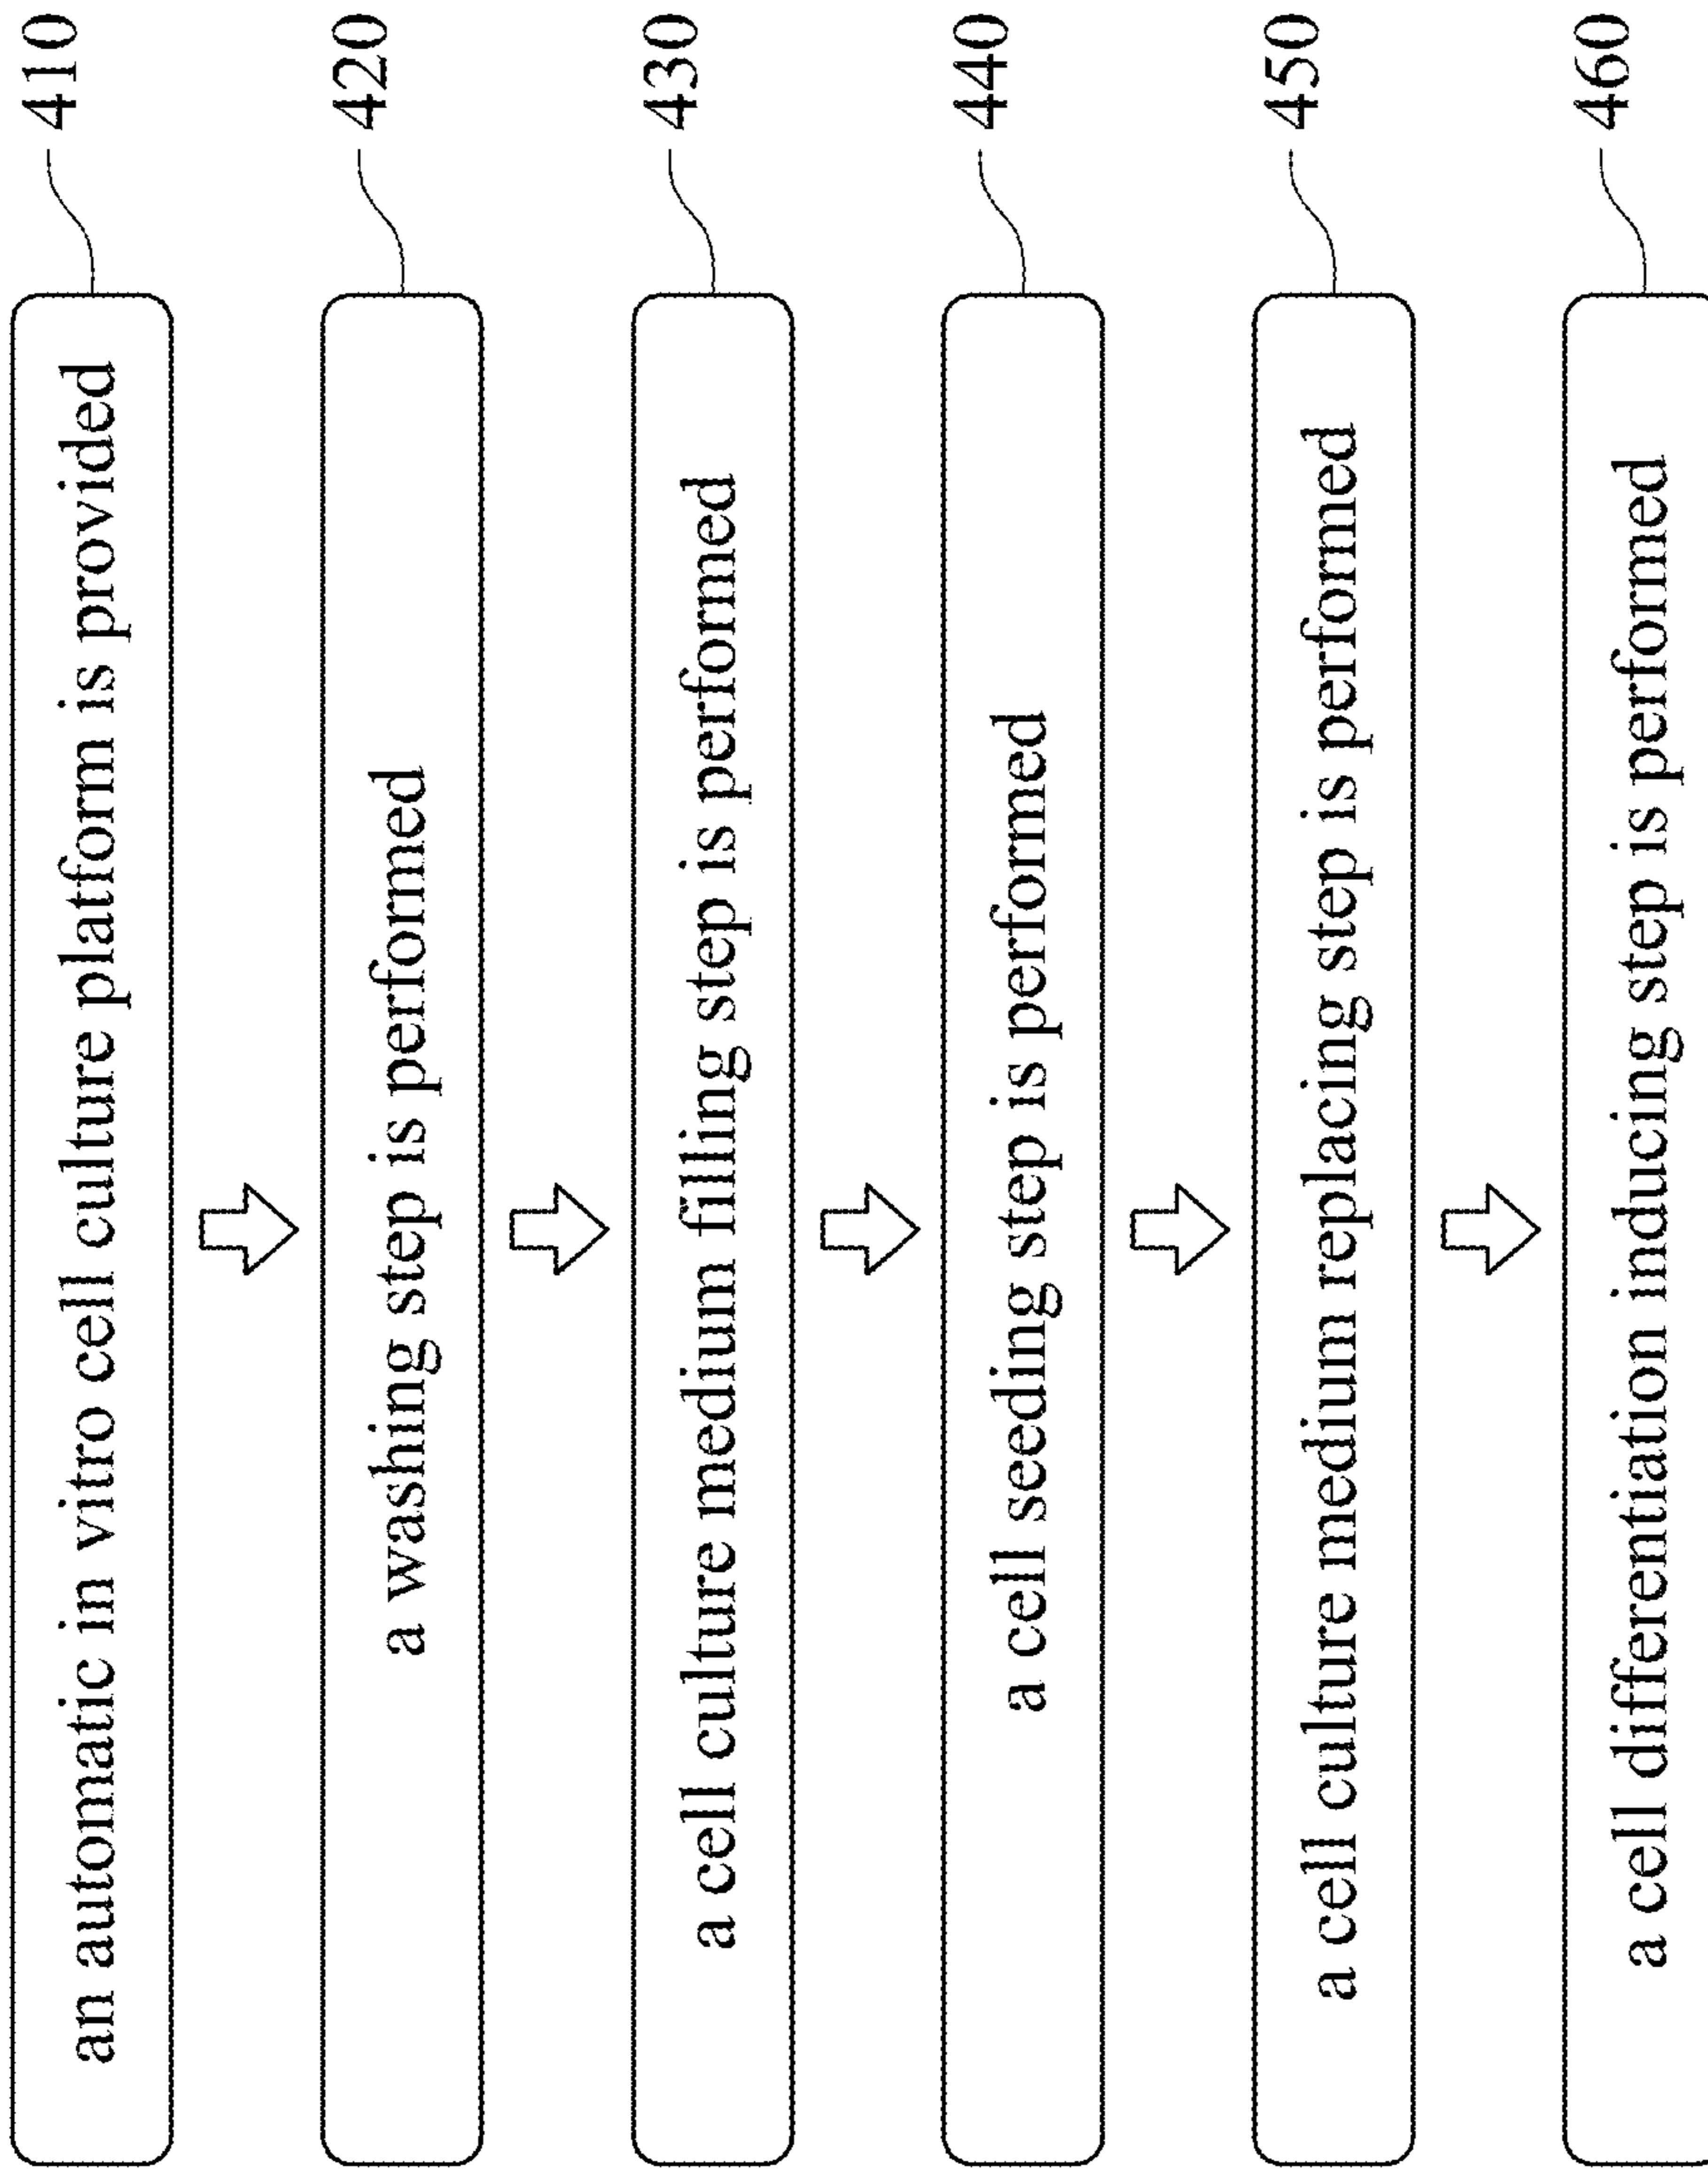 an automatic in vitro cell culture platform is provided
410
a washing step is performed
420
a cell culture medium filling step is performed
430
a cell seeding step is performed
440
a cell culture medium replacing step is performed
450
a cell differentiation inducing step is performed
460